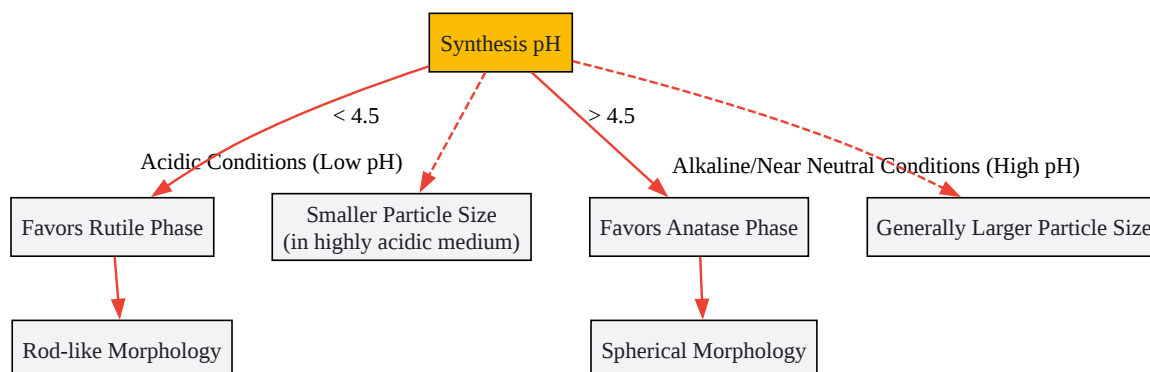 Synthesis pH
< 4.5
> 4.5
Acidic Conditions (Low pH)
Alkaline/Near Neutral Conditions (High pH)
Favors Rutile Phase
Smaller Particle Size
(in highly acidic medium)
Favors Anatase Phase
Generally Larger Particle Size
Rod-like Morphology
Spherical Morphology